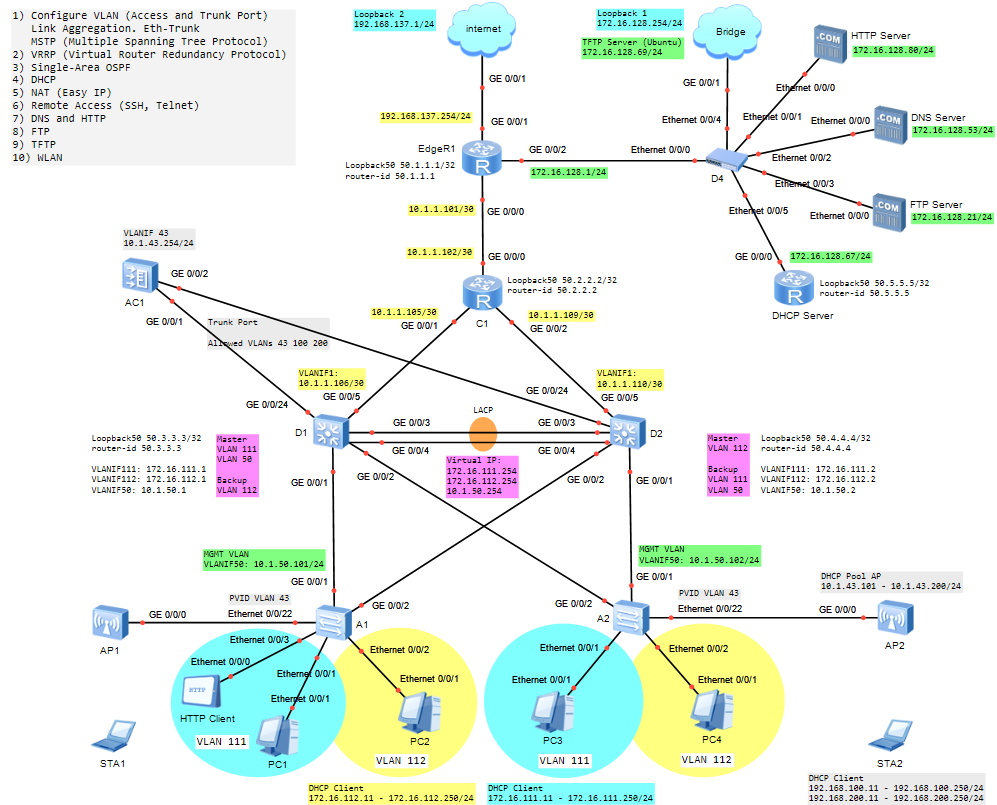 1) Configure VLAN (Access and Trunk Port)
Link Aggregation. Eth-Trunk
MSTP (Multiple Spanning Tree Protocol)
2) VRRP (Virtual Router Redundancy Protocol)
3) Single-Area OSPF
4) DHCP
5) NAT (Easy IP)
6) Remote Access (SSH, Telnet)
7) DNS and HTTP
8) FTP
9) TFTP
10) WLAN
Loopback 2
192.168.137.1/24
internet
Loopback 1
172.16.128.254/24
TFTP Server (Ubuntu)
172.16.128.69/24
Bridge
.COM
HTTP Server
172.16.128.80/24
GE 0/0/1
GE 0/0/1
Ethernet 0/0/0
192.168.137.254/24
GE 0/0/1
Ethernet 0/0/4
Ethernet 0/0/1
Ethernet 0/0/0
.COM
DNS Server
172.16.128.53/24
EdgeR1
R
Loopback50 50.1.1.1/32
router-id 50.1.1.1
GE 0/0/2
172.16.128.1/24
Ethernet 0/0/0
D4
Ethernet 0/0/2
Ethernet 0/0/3
Ethernet 0/0/5
Ethernet 0/0/0
.COM
FTP Server
172.16.128.21/24
10.1.1.101/30
GE 0/0/0
10.1.1.102/30
GE 0/0/0
GE 0/0/0
172.16.128.67/24
R
Loopback50 50.5.5.5/32
router-id 50.5.5.5
DHCP Server
VLANIF 43
10.1.43.254/24
AC1
GE 0/0/2
GE 0/0/1
R
Loopback50 50.2.2.2/32
router-id 50.2.2.2
C1
10.1.1.105/30
GE 0/0/1
10.1.1.109/30
GE 0/0/2
Trunk Port
Allowed VLANs 43 100 200
VLANIF1:
10.1.1.106/30
GE 0/0/5
GE 0/0/24
VLANIF1:
10.1.1.110/30
GE 0/0/5
GE 0/0/24
LACP
D1
GE 0/0/3
GE 0/0/3
D2
GE 0/0/4
GE 0/0/4
Loopback50 50.3.3.3/32
router-id 50.3.3.3
VLANIF111: 172.16.111.1
VLANIF112: 172.16.112.1
VLANIF50: 10.1.50.1
Master
VLAN 111
VLAN 50
Backup
VLAN 112
GE 0/0/1
GE 0/0/2
Virtual IP:
172.16.111.254
172.16.112.254
10.1.50.254
GE 0/0/2
GE 0/0/1
Master
VLAN 112
Backup
VLAN 111
VLAN 50
Loopback50 50.4.4.4/32
router-id 50.4.4.4
VLANIF111: 172.16.111.2
VLANIF112: 172.16.112.2
VLANIF50: 10.1.50.2
MGMT VLAN
VLANIF50: 10.1.50.101/24
GE 0/0/1
MGMT VLAN
VLANIF50: 10.1.50.102/24
GE 0/0/1
DHCP Pool AP
10.1.43.101 - 10.1.43.200/24
PVID VLAN 43
GE 0/0/0
Ethernet 0/0/22
GE 0/0/2
A1
AP1
GE 0/0/2
A2
PVID VLAN 43
Ethernet 0/0/22
GE 0/0/0
AP2
Ethernet 0/0/3
Ethernet 0/0/0
Ethernet 0/0/1
Ethernet 0/0/1
Ethernet 0/0/2
Ethernet 0/0/1
Ethernet 0/0/1
Ethernet 0/0/1
Ethernet 0/0/2
Ethernet 0/0/1
HTTP
HTTP Client
VLAN 111
PC1
PC2
VLAN 112
PC3
VLAN 111
PC4
VLAN 112
STA1
STA2
DHCP Client
172.16.112.11 - 172.16.112.250/24
DHCP Client
172.16.111.11 - 172.16.111.250/24
DHCP Client
192.168.100.11 - 192.168.100.250/24
192.168.200.11 - 192.168.200.250/24